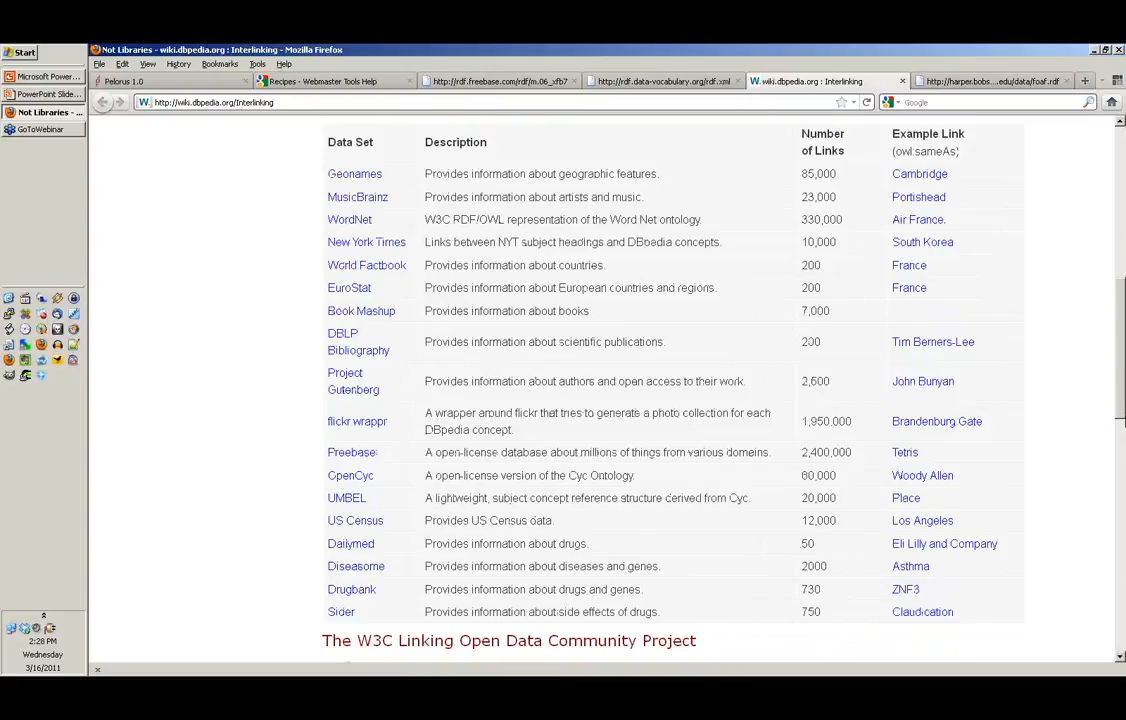 Start
Not Libraries - wiki.dbpedia.org : Interlinking - Mozilla Firefox
File Edit View History Bookmarks Tools Help
Microsoft Power...
PowerPoint Slide...
Not Libraries - ...
GoToWebinar
Pelorus 1.0
Recipes - Webmaster Tools Help
http://rdf.freebase.com/rdf/m.06_xfb7
http://rdf.data-vocabulary.org/rdf.xml
wiki.dbpedia.org : Interlinking
http://harper.bobs....edu/data/foaf.rdf
http://wiki.dbpedia.org/Interlinking
Google
Data Set Description Number of Links Example Link (owl:sameAs)
Geonames Provides information about geographic features. 85,000 Cambridge
MusicBrainz Provides information about artists and music. 23,000 Portishead
WordNet W3C RDF/OWL representation of the Word Net ontology. 330,000 Air France.
New York Times Links between NYT subject headings and DBpedia concepts. 10,000 South Korea
World Factbook Provides information about countries. 200 France
EuroStat Provides information about European countries and regions. 200 France
Book Mashup Provides information about books 7,000
DBLP Bibliography Provides information about scientific publications. 200 Tim Berners-Lee
Project Gutenberg Provides information about authors and open access to their work. 2,500 John Bunyan
flickr wrappr A wrapper around flickr that tries to generate a photo collection for each DBpedia concept. 1,950,000 Brandenburg Gate
Freebase A open-license database about millions of things from various domains. 2,400,000 Tetris
OpenCyc A open-license version of the Cyc Ontology. 60,000 Woody Allen
UMBEL A lightweight, subject concept reference structure derived from Cyc. 20,000 Place
US Census Provides US Census data. 12,000 Los Angeles
Dailymed Provides information about drugs. 50 Eli Lilly and Company
Diseasome Provides information about diseases and genes. 2000 Asthma
Drugbank Provides information about drugs and genes. 730 ZNF3
Sider Provides information about side effects of drugs. 750 Claudication
The W3C Linking Open Data Community Project
2:28 PM
Wednesday
3/16/2011